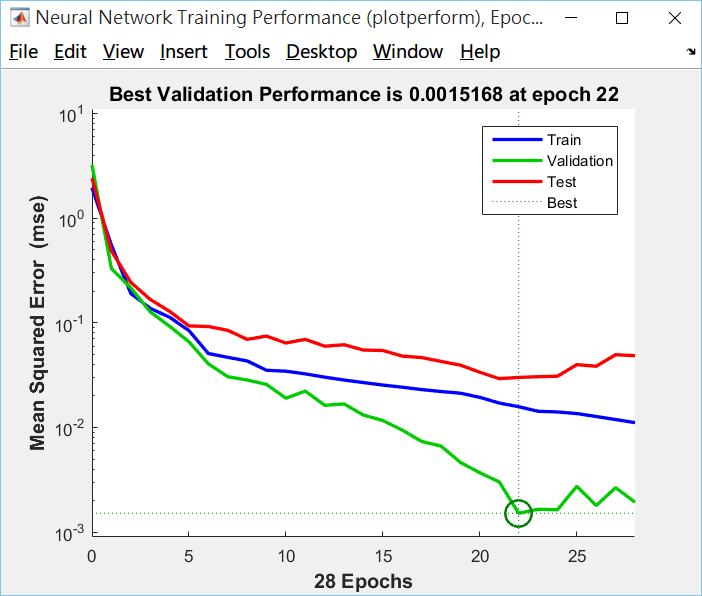 Neural Network Training Performance (plotperform), Epoc...
File Edit View Insert Tools Desktop Window Help
Best Validation Performance is 0.0015168 at epoch 22
Train
Validation
Test
Best
Mean Squared Error (mse)
10^1
10^0
10^-1
10^-2
10^-3
0 5 10 15 20 25
28 Epochs